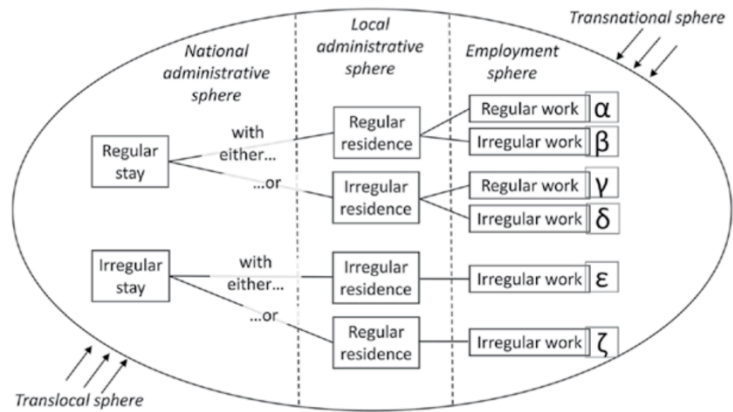 Transnational sphere
National
administrative
sphere
Local
administrative
sphere
Employment
sphere
Regular
stay
with
either...
...or
Regular
residence
Regular work α
Irregular work β
Irregular
residence
Regular work γ
Irregular work δ
Irregular
stay
with
either...
...or
Irregular
residence
Irregular work ε
Regular
residence
Irregular work ζ
Translocal sphere